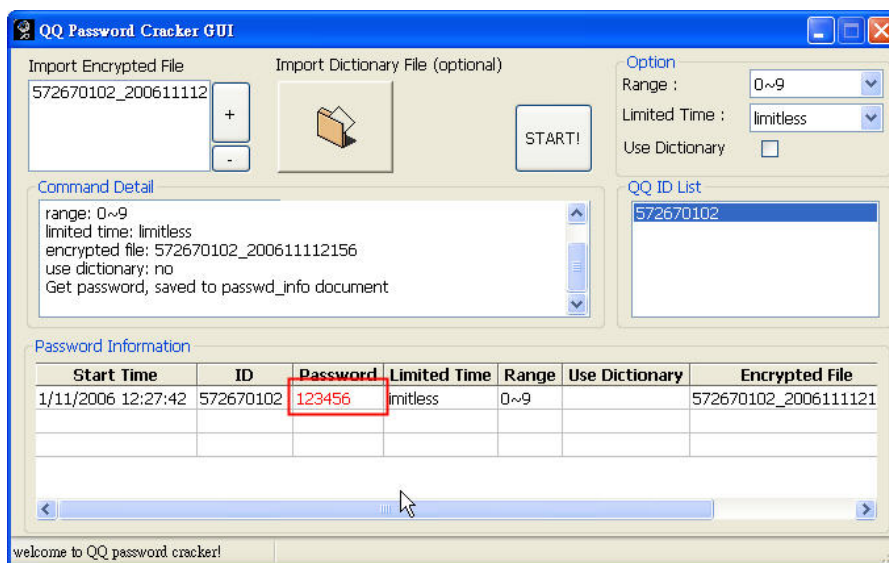 QQ Password Cracker GUI
Import Encrypted File
Import Dictionary File (optional)
572670102_200611112
+
-
START!
Option
Range : 0~9
Limited Time : limitless
Use Dictionary
Command Detail
range: 0~9
limited time: limitless
encrypted file: 572670102_200611112156
use dictionary: no
Get password, saved to passwd_info document
QQ ID List
572670102
Password Information
Start Time ID Password Limited Time Range Use Dictionary Encrypted File
1/11/2006 12:27:42 572670102 123456 imitless 0~9 572670102_2006111121
welcome to QQ password cracker!